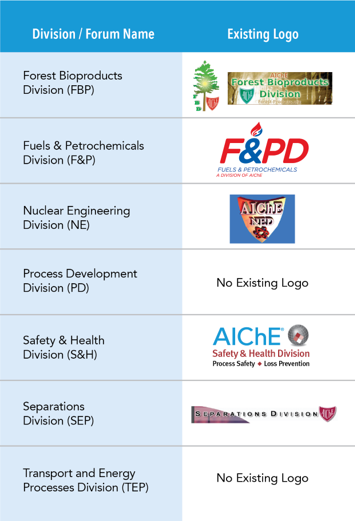 Division / Forum Name
Existing Logo
Forest Bioproducts
Division (FBP)
AIChE
Forest Bioproducts
Division
Fuels & Petrochemicals
Division (F&P)
F&PD
FUELS & PETROCHEMICALS
A DIVISION OF AIChE
Nuclear Engineering
Division (NE)
AIChE
NED
Process Development
Division (PD)
No Existing Logo
Safety & Health
Division (S&H)
AIChE®
Safety & Health Division
Process Safety ♦ Loss Prevention
Separations
Division (SEP)
SEPARATIONS DIVISION
Transport and Energy
Processes Division (TEP)
No Existing Logo